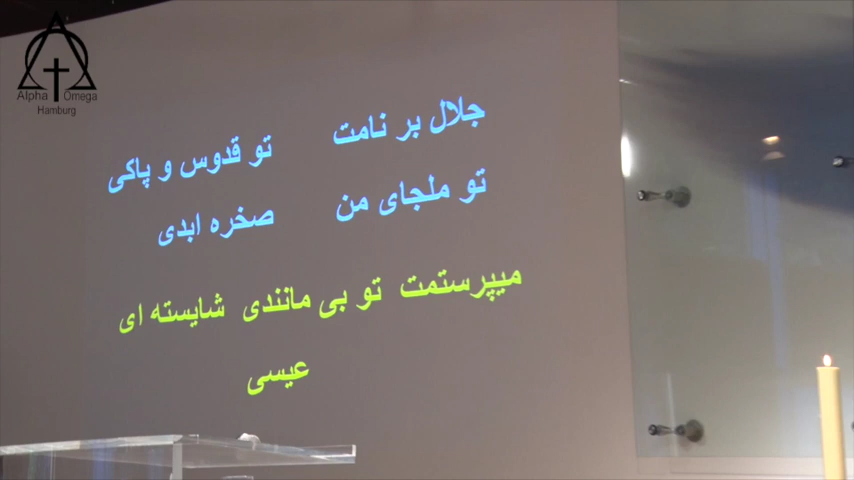 Alpha Omega
Hamburg
جلال بر نامت تو قدوس و پاکی
تو ملجای من صخره ابدی
میپرستمت تو بی مانندی شایسته ای
عیسی